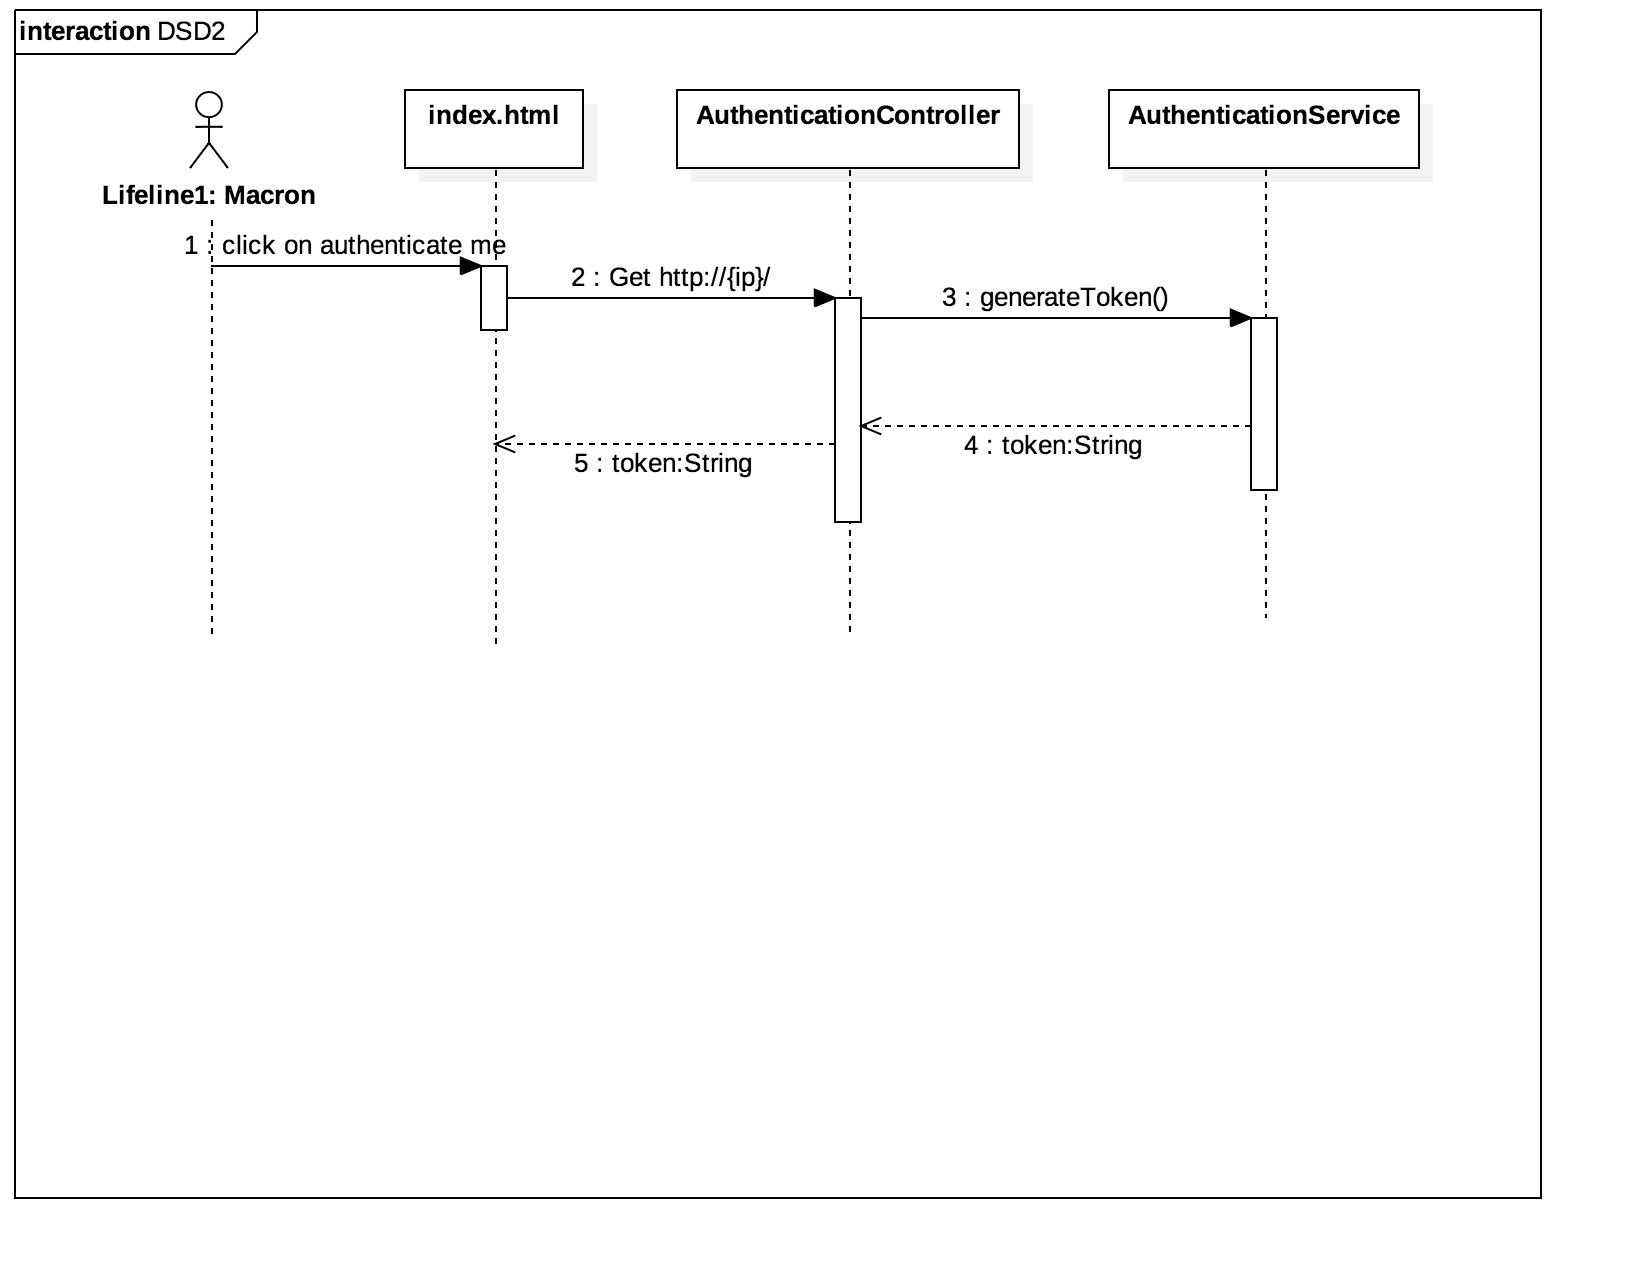 interaction DSD2
index.html
AuthenticationController
AuthenticationService
Lifeline1: Macron
1 : click on authenticate me
2 : Get http://{ip}/
3 : generateToken()
4 : token:String
5 : token:String